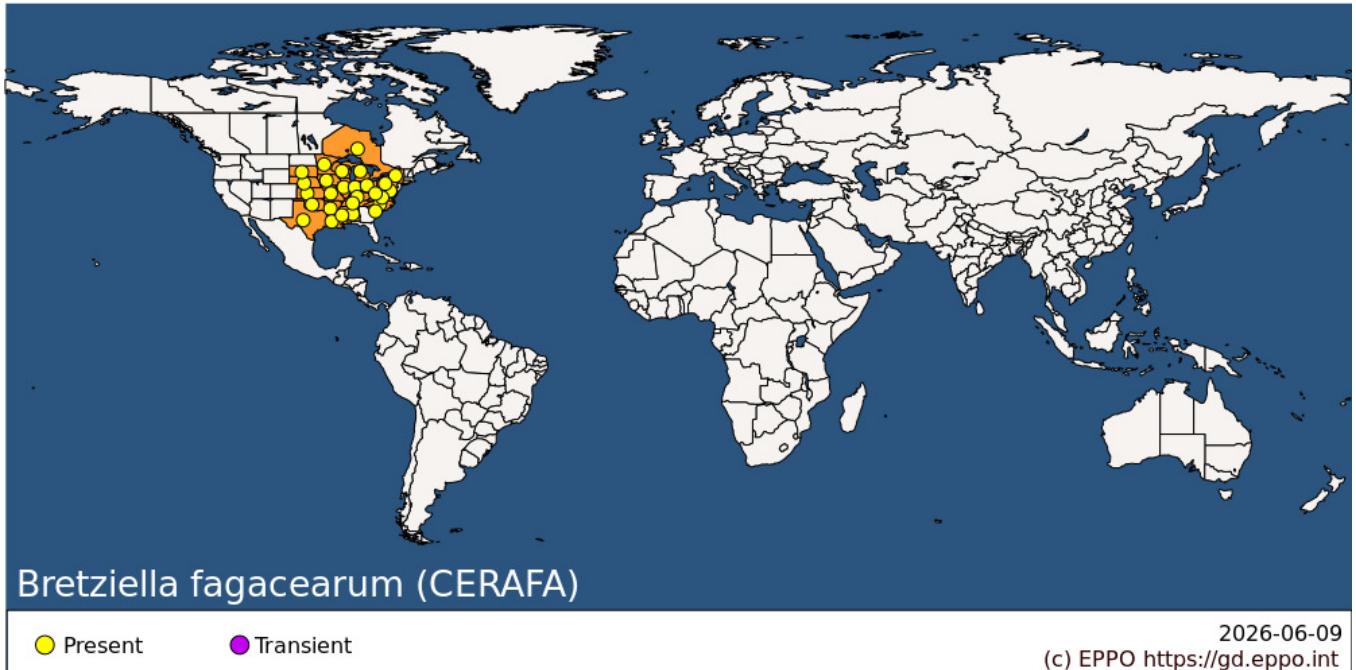 Bretziella fagacearum (CERAFA)
Present
Transient
2026-06-09
(c) EPPO https://gd.eppo.int